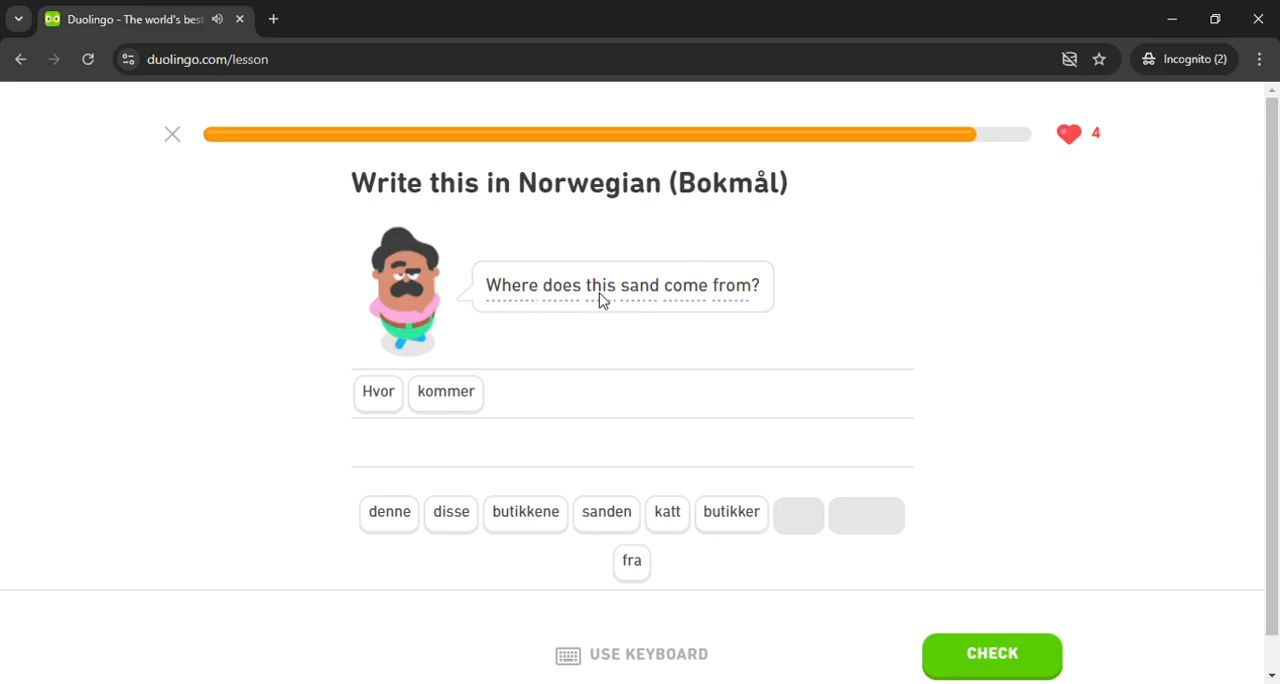 Duolingo - The world's bes
duolingo.com/lesson
Incognito (2)
4
Write this in Norwegian (Bokmål)
Where does this sand come from?
Hvor kommer
denne disse butikkene sanden katt butikker
fra
USE KEYBOARD
CHECK